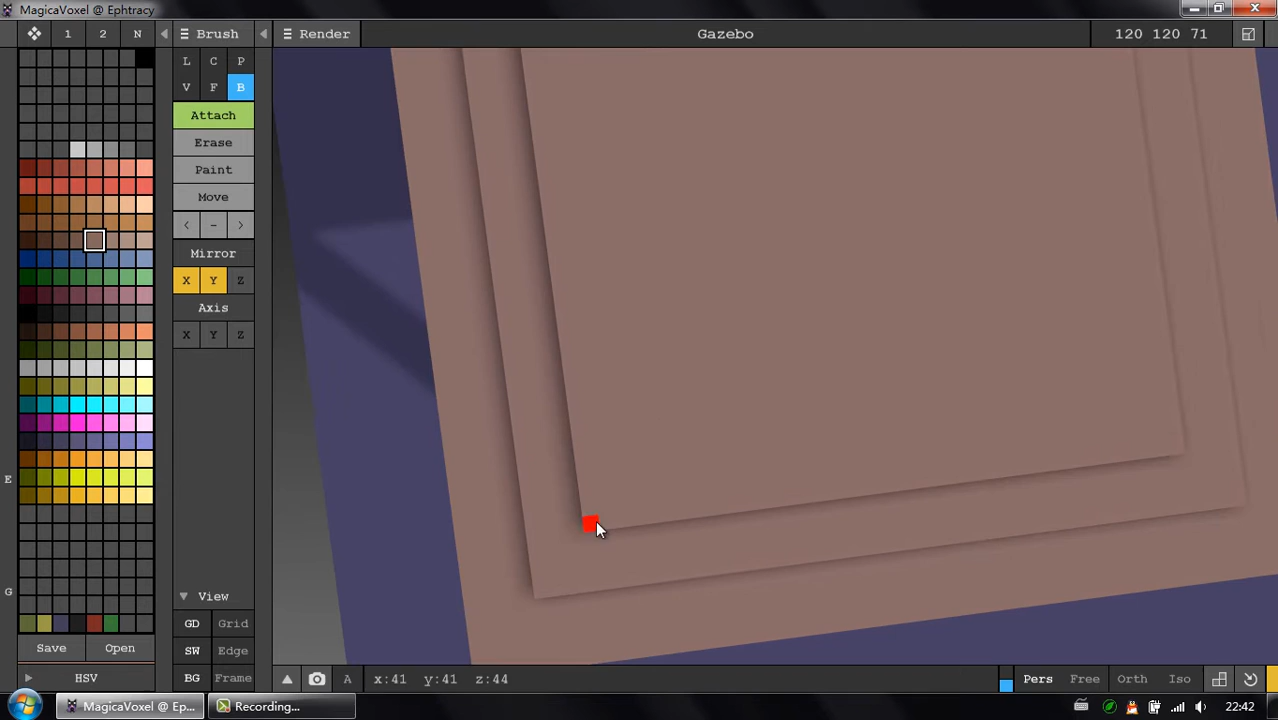 MagicaVoxel @ Ephtracy
1 2 N Brush Render Gazebo 120 120 71
L C P
V F B
Attach
Erase
Paint
Move
< - >
Mirror
X Y Z
Axis
X Y Z
E
G
View
GD Grid
SW Edge
BG Frame
Save Open
HSV
A x:41 y:41 z:44 Pers Free Orth Iso
MagicaVoxel @ Ep... Recording... 22:42